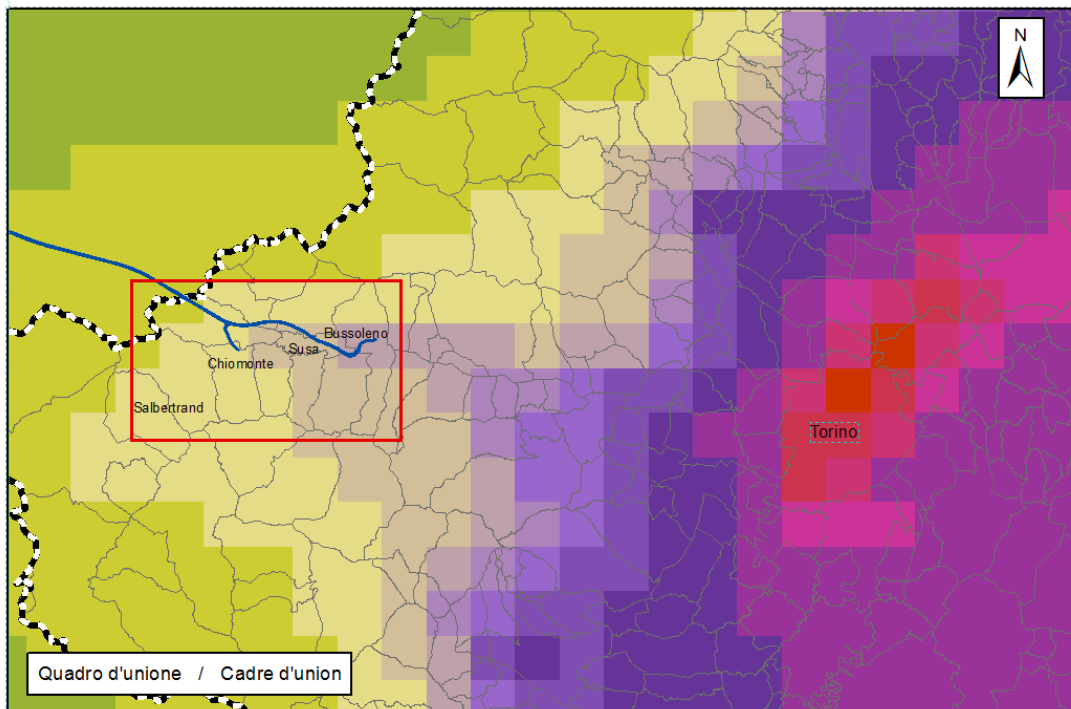 N
Bussoleno
Susa
Chiomonte
Salbertrand
Torino
Quadro d'unione / Cadre d'union